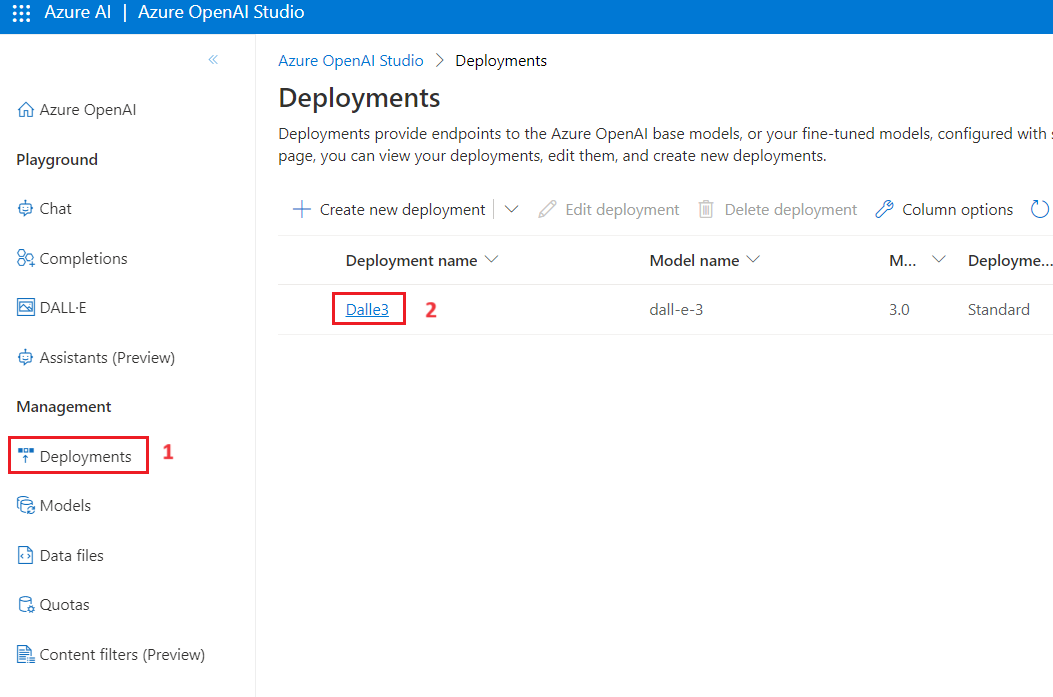 Azure AI | Azure OpenAI Studio
«
Azure OpenAI Studio > Deployments
Deployments
Deployments provide endpoints to the Azure OpenAI base models, or your fine-tuned models, configured with
page, you can view your deployments, edit them, and create new deployments.
Create new deployment
Edit deployment
Delete deployment
Column options
Deployment name
Model name
M...
Deployme...
Dalle3
2
dall-e-3
3.0
Standard
Azure OpenAI
Playground
Chat
Completions
DALL·E
Assistants (Preview)
Management
Deployments
1
Models
Data files
Quotas
Content filters (Preview)